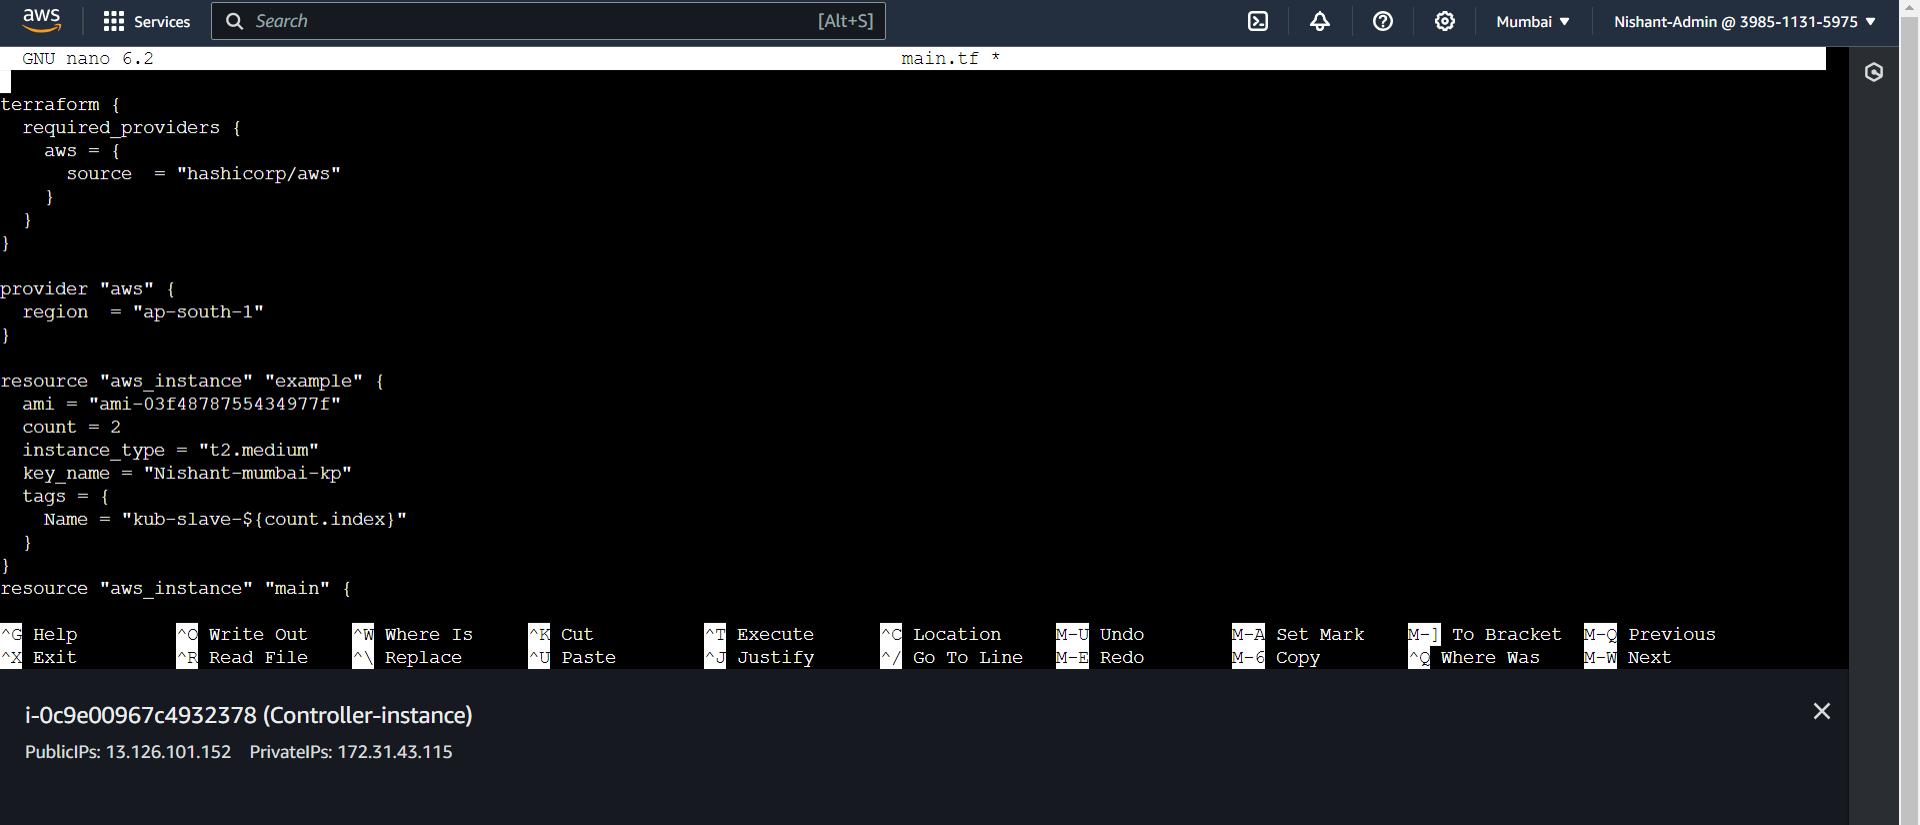 aws Services Search [Alt+S] Mumbai ▼ Nishant-Admin @ 3985-1131-5975 ▼
GNU nano 6.2 main.tf *
terraform {
  required_providers {
    aws = {
      source  = "hashicorp/aws"
    }
  }
}
provider "aws" {
  region  = "ap-south-1"
}
resource "aws_instance" "example" {
  ami = "ami-03f4878755434977f"
  count = 2
  instance_type = "t2.medium"
  key_name = "Nishant-mumbai-kp"
  tags = {
    Name = "kub-slave-${count.index}"
  }
}
resource "aws_instance" "main" {
^G Help ^O Write Out ^W Where Is ^K Cut ^T Execute ^C Location M-U Undo M-A Set Mark M-] To Bracket M-Q Previous
^X Exit ^R Read File ^\ Replace ^U Paste ^J Justify ^/ Go To Line M-E Redo M-6 Copy ^Q Where Was M-W Next
i-0c9e00967c4932378 (Controller-instance)
PublicIPs: 13.126.101.152 PrivateIPs: 172.31.43.115